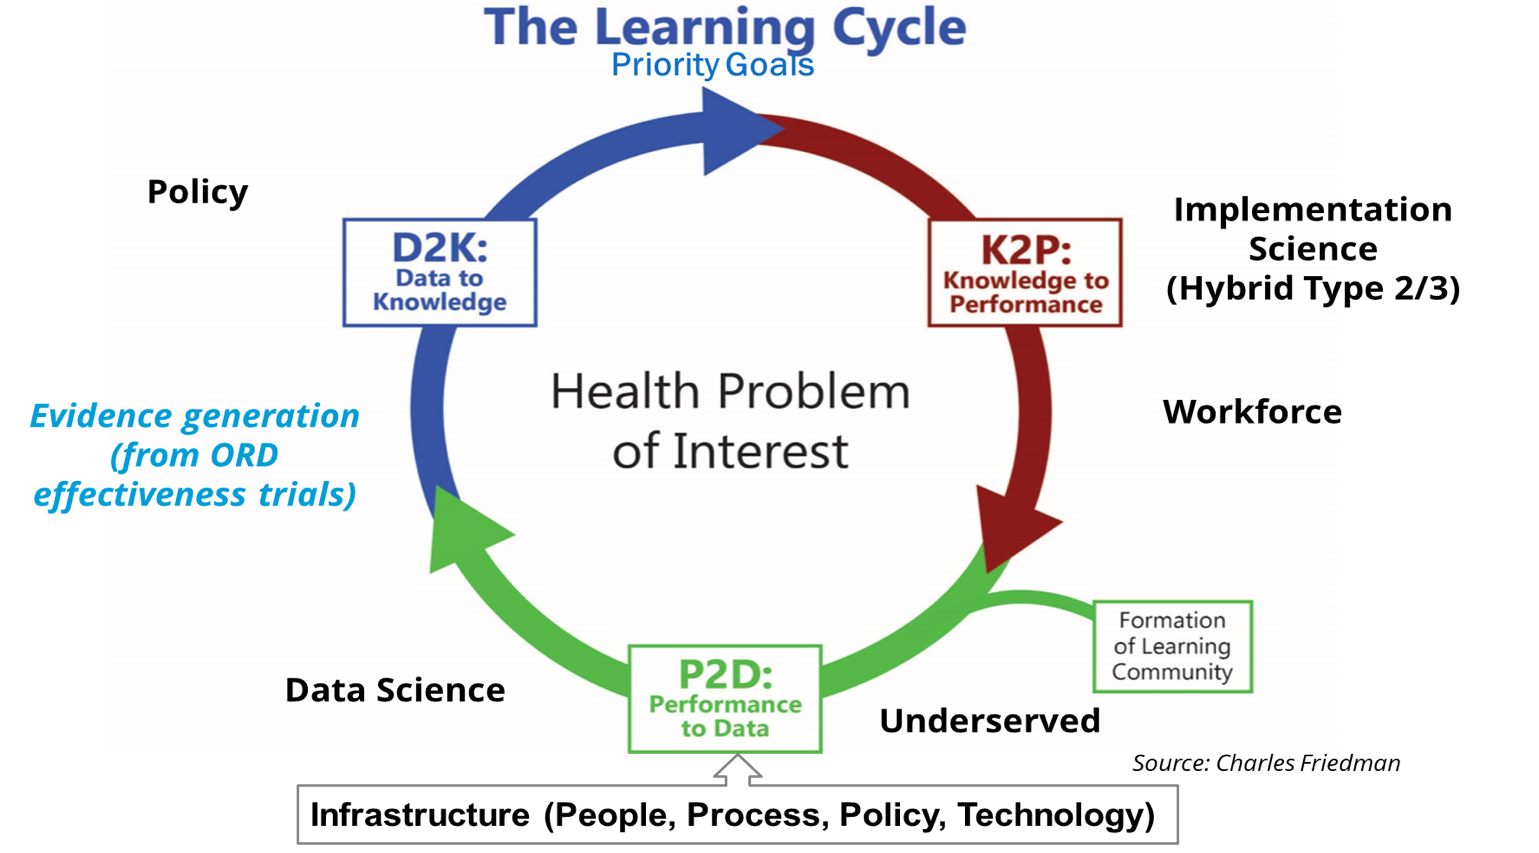 The Learning Cycle
Priority Goals
Policy
D2K:
Data to
Knowledge
K2P:
Knowledge to
Performance
Implementation
Science
(Hybrid Type 2/3)
Health Problem
of Interest
Evidence generation
(from ORD
effectiveness trials)
Workforce
Formation
of Learning
Community
P2D:
Performance
to Data
Data Science
Underserved
Source: Charles Friedman
Infrastructure (People, Process, Policy, Technology)